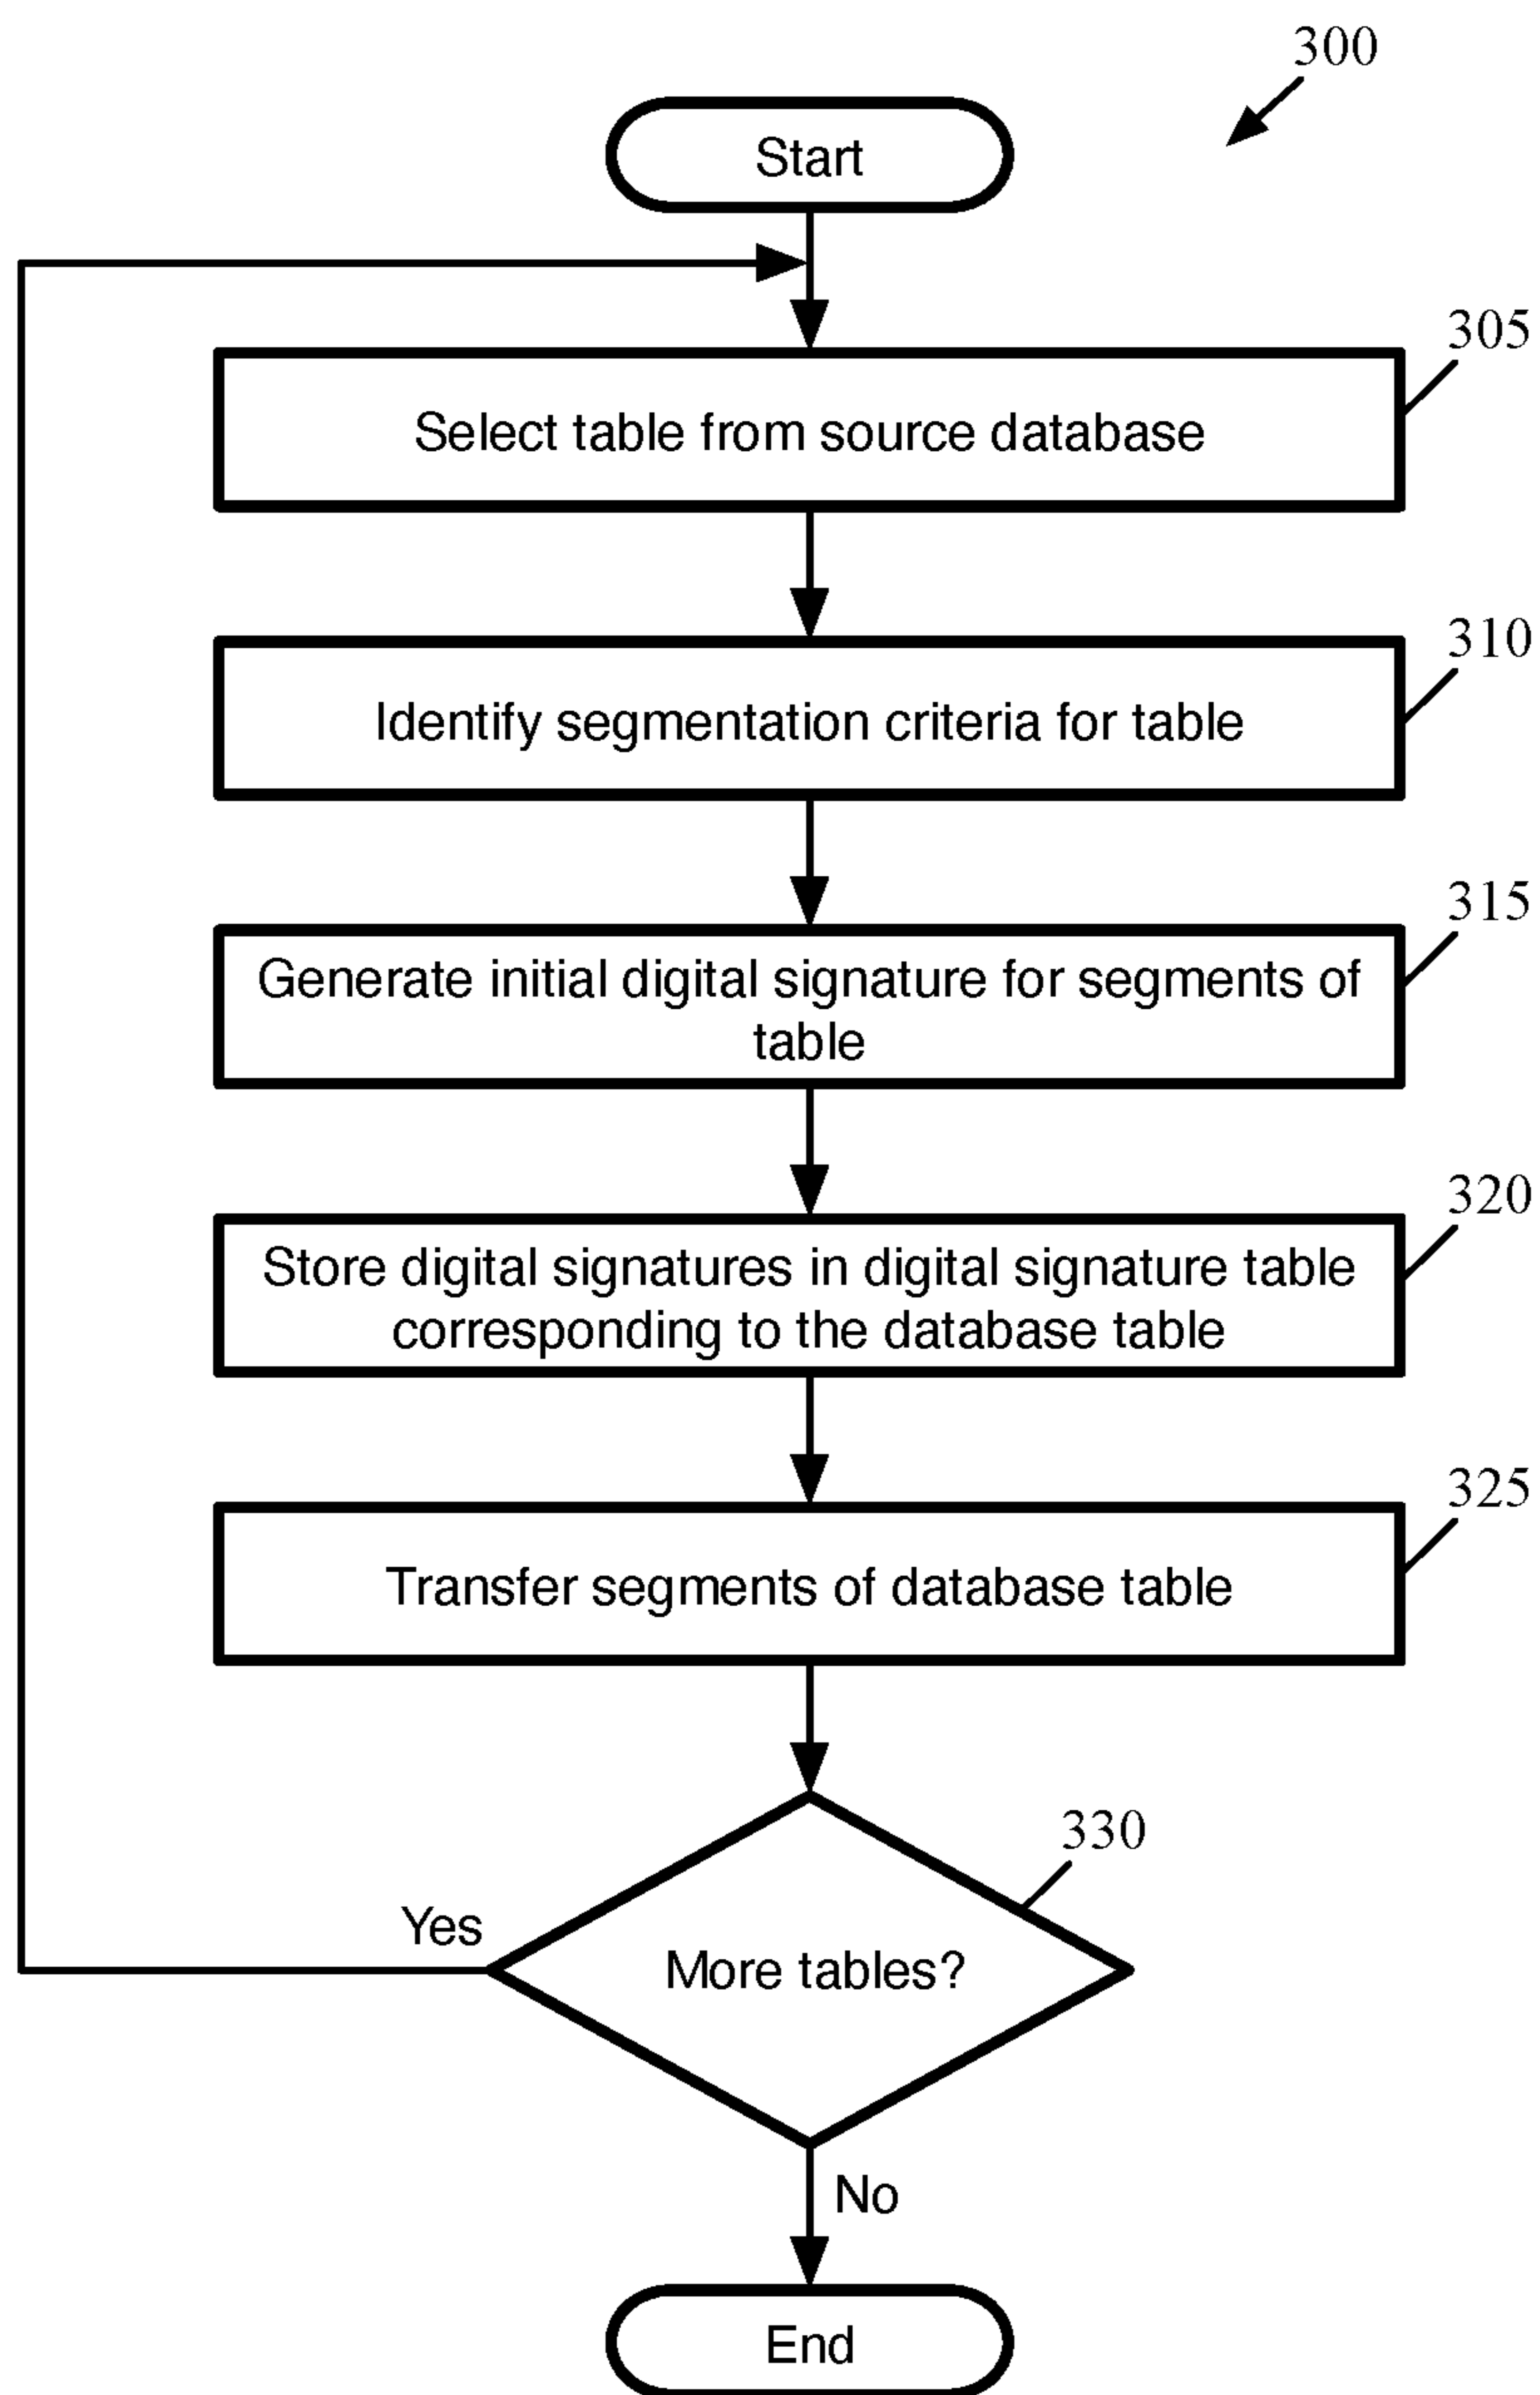 300
Start
305
Select table from source database
310
Identify segmentation criteria for table
315
Generate initial digital signature for segments of
table
320
Store digital signatures in digital signature table
corresponding to the database table
325
Transfer segments of database table
330
Yes
More tables?
No
End